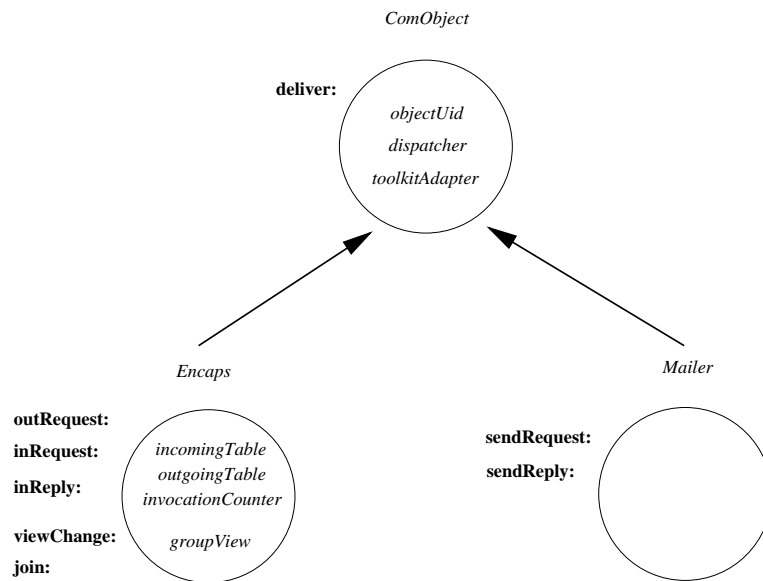 ComObject
deliver:
objectUid
dispatcher
toolkitAdapter
Encaps
outRequest:
inRequest:
inReply:
viewChange:
join:
incomingTable
outgoingTable
invocationCounter
groupView
Mailer
sendRequest:
sendReply: